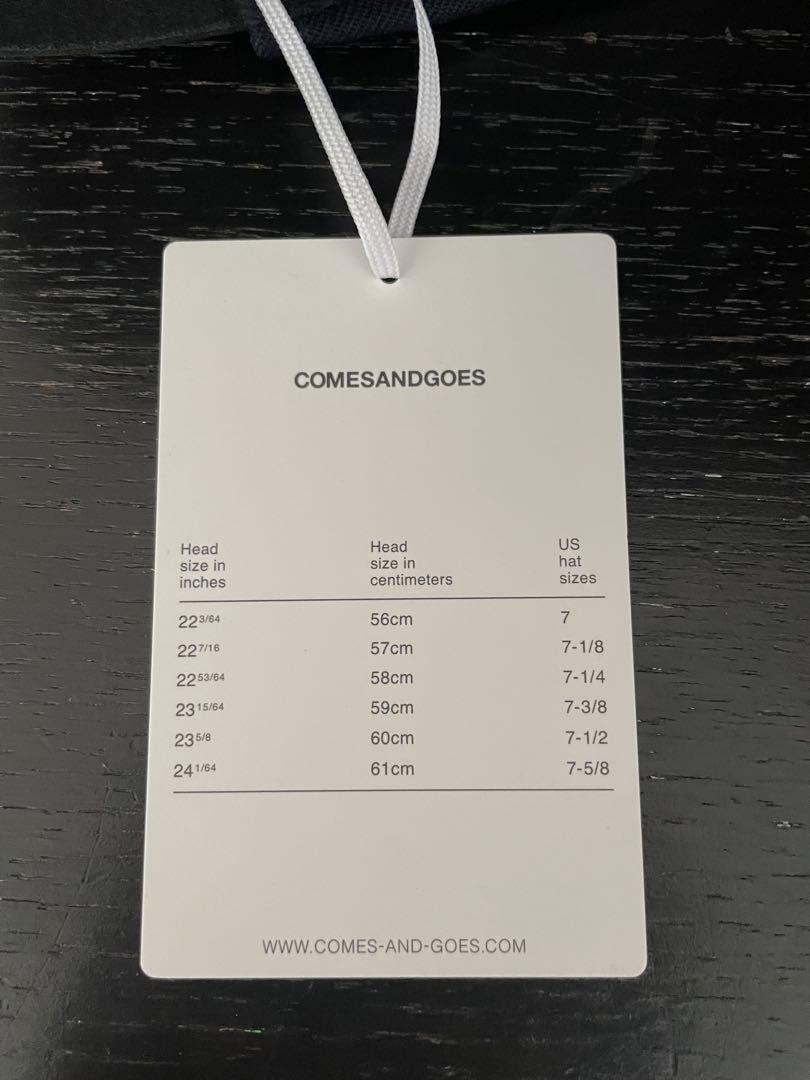 COMESANDGOES
Head size in inches Head size in centimeters US hat sizes
22 3/64 56cm 7
22 7/16 57cm 7-1/8
22 53/64 58cm 7-1/4
23 15/64 59cm 7-3/8
23 5/8 60cm 7-1/2
24 1/64 61cm 7-5/8
WWW.COMES-AND-GOES.COM